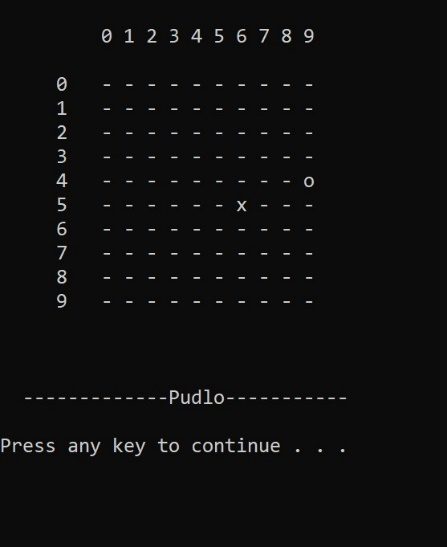 0 1 2 3 4 5 6 7 8 9
0 - - - - - - - - - -
1 - - - - - - - - - -
2 - - - - - - - - - -
3 - - - - - - - - - -
4 - - - - - - - - - o
5 - - - - - - x - - -
6 - - - - - - - - - -
7 - - - - - - - - - -
8 - - - - - - - - - -
9 - - - - - - - - - -
-------------Pudlo-----------
Press any key to continue . . .